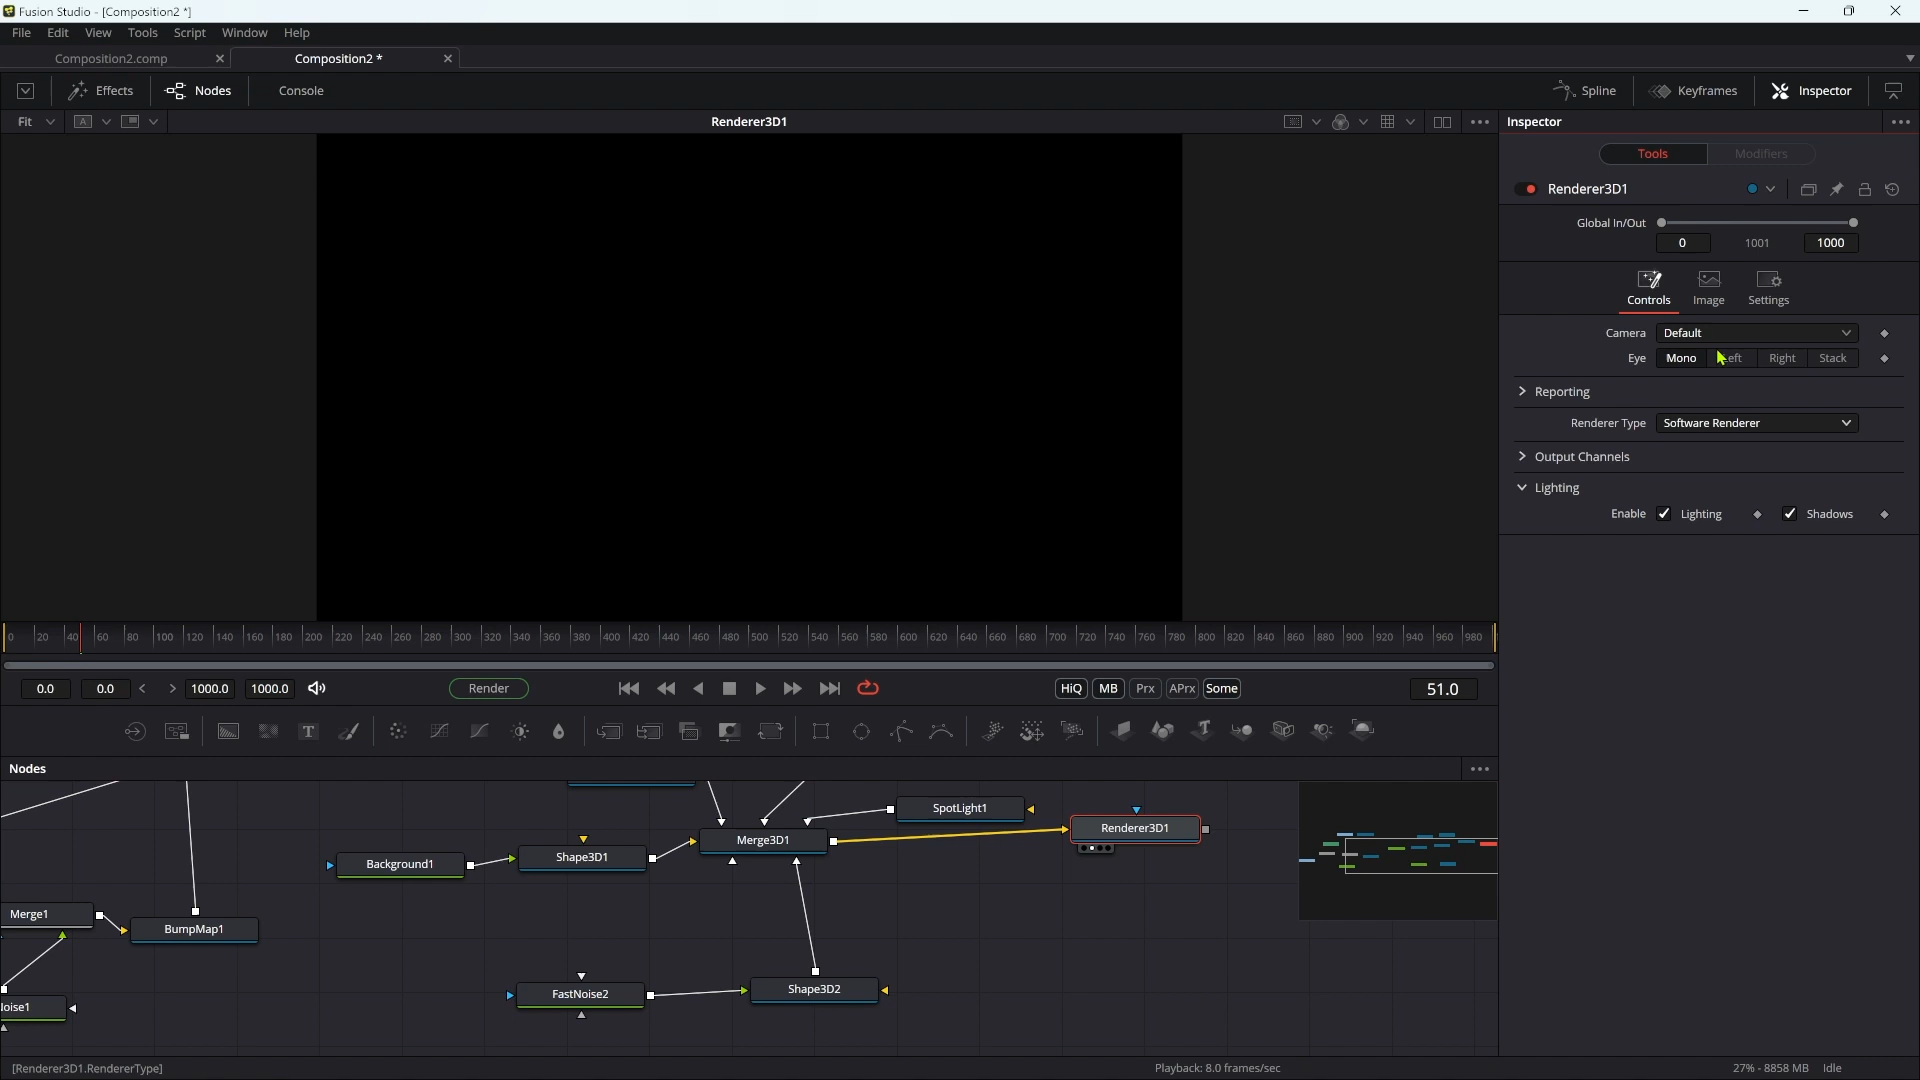 Fusion Studio - [Composition2 *]
File Edit View Tools Script Window Help
Composition2.comp Composition2 *
Effects Nodes Console Spline Keyframes Inspector
Fit A Renderer3D1 Inspector
Tools Modifiers
Renderer3D1
Global In/Out
0 1001 1000
Controls Image Settings
Camera Default
Eye Mono Left Right Stack
Reporting
Renderer Type Software Renderer
Output Channels
Lighting
Enable Lighting Shadows
0 20 40 60 80 100 120 140 160 180 200 220 240 260 280 300 320 340 360 380 400 420 440 460 480 500 520 540 560 580 600 620 640 660 680 700 720 740 760 780 800 820 840 860 880 900 920 940 960 980
0.0 0.0 < > 1000.0 1000.0 Render HiQ MB Prx APrx Some 51.0
T T
Nodes
SpotLight1
Renderer3D1
Merge3D1
Shape3D1
Background1
Merge1
BumpMap1
Shape3D2
FastNoise2
Noise1
[Renderer3D1.RendererType] Playback: 8.0 frames/sec 27% - 8858 MB Idle